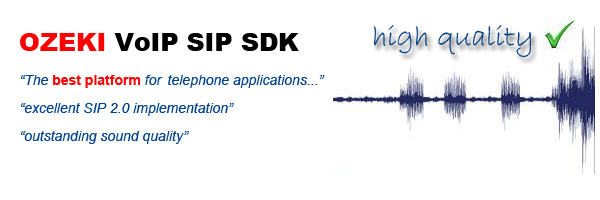 OZEKI VoIP SIP SDK
high quality
“The best platform for telephone applications...”
“excellent SIP 2.0 implementation”
“outstanding sound quality”